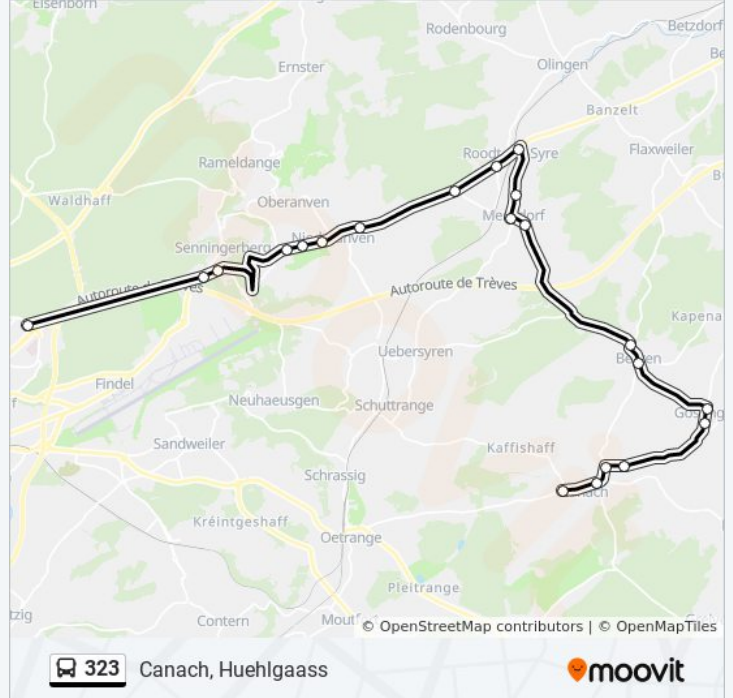 Eisenborn
Rodenbourg
Betzdorf
Ernster
Olingen
Banzelt
Flaxweiler
Rameldange
Waldhaff
Oberanven
Senningerberg
Autoroute de Trèves
Uebersyren
Kapena
Findel
Neuhaeusgen
Schuttrange
Sandweiler
Kaffishaff
Schrassig
Kréintgeshaff
Oetrange
Pleitrange
tzig
Contern
© OpenStreetMap contributors | © OpenMapTiles
323 Canach, Huehlgaass
moovit